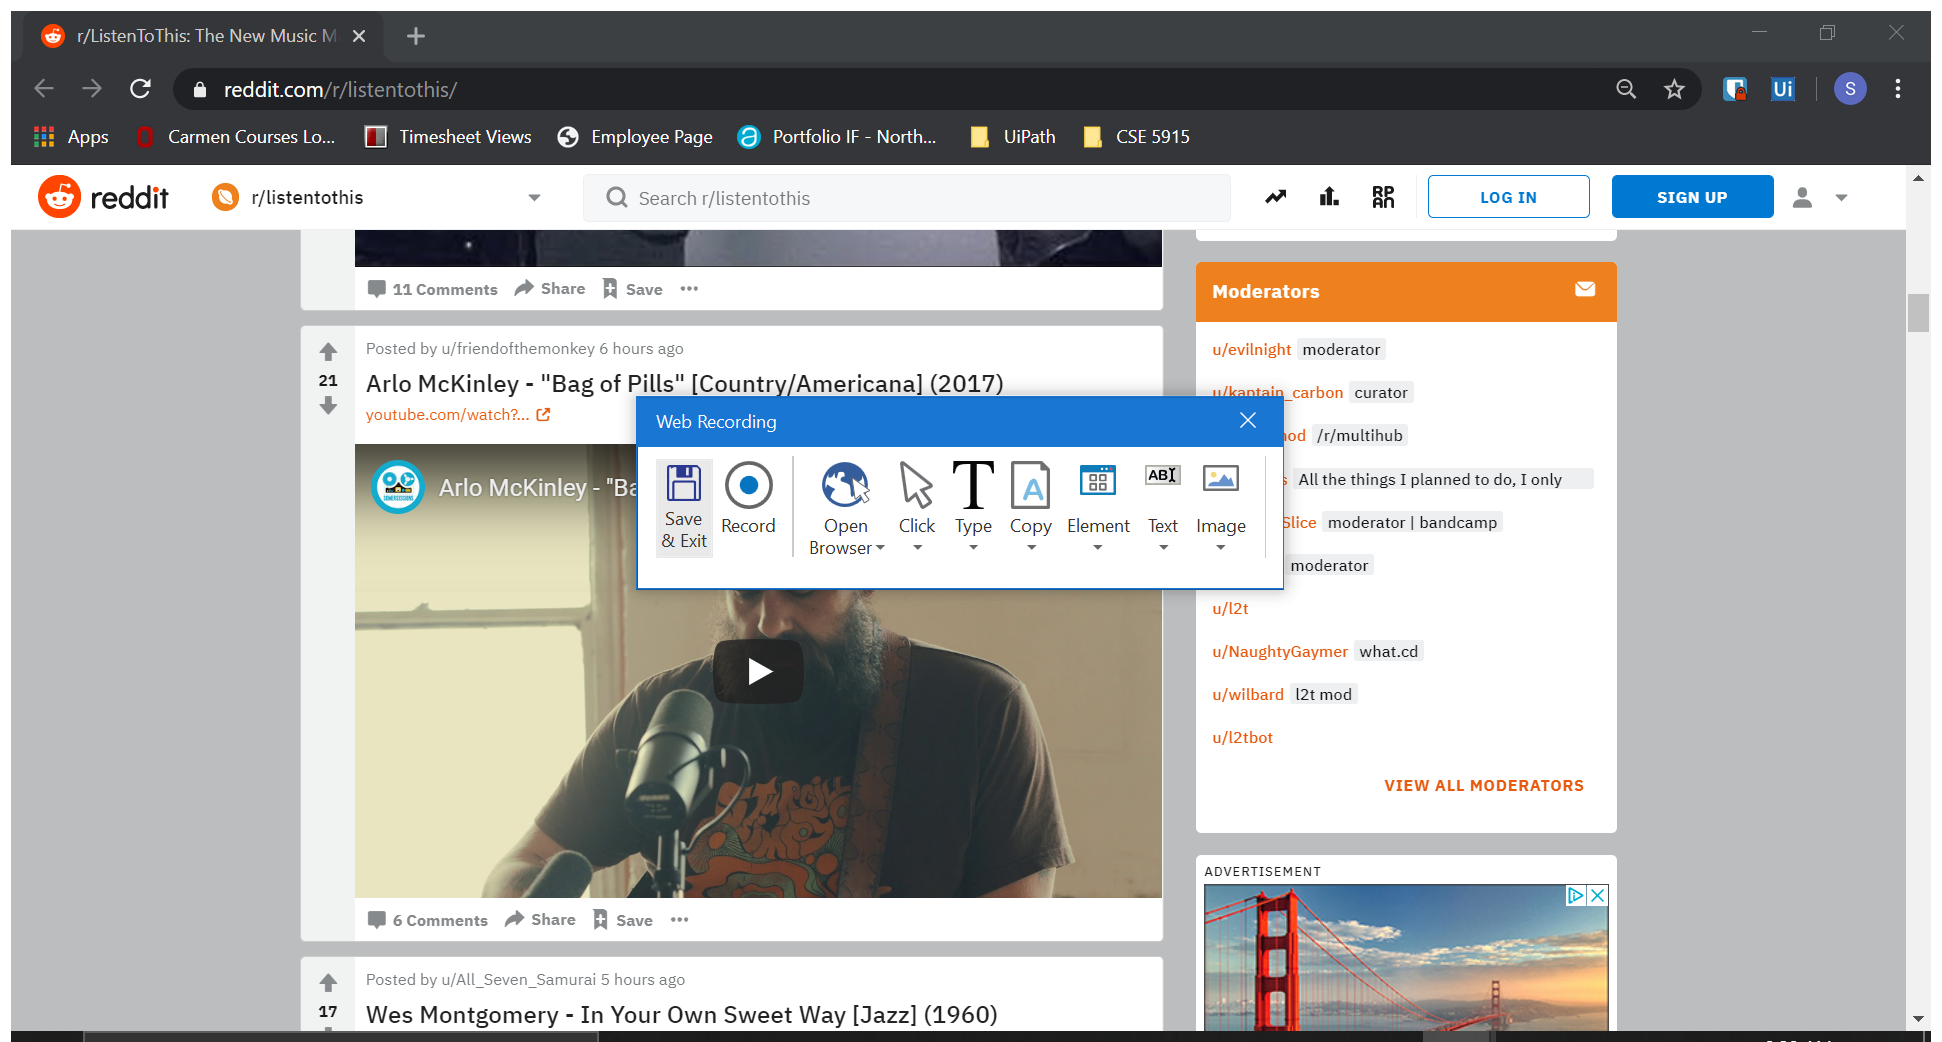 r/ListenToThis: The New Music M
reddit.com/r/listentothis/
Ui
S
Apps
Carmen Courses Lo...
Timesheet Views
Employee Page
Portfolio IF - North...
UiPath
CSE 5915
reddit
r/listentothis
Search r/listentothis
RPAN
LOG IN
SIGN UP
11 Comments
Share
Save
Posted by u/friendofthemonkey 6 hours ago
21
Arlo McKinley - "Bag of Pills" [Country/Americana] (2017)
youtube.com/watch?...
Arlo McKinley - "Ba
Web Recording
Save
& Exit
Record
Open
Browser
Click
Type
Copy
Element
Text
Image
6 Comments
Share
Save
Posted by u/All_Seven_Samurai 5 hours ago
17
Wes Montgomery - In Your Own Sweet Way [Jazz] (1960)
Moderators
u/evilnight moderator
u/kaptain_carbon curator
od /r/multihub
s All the things I planned to do, I only
Slice moderator | bandcamp
moderator
u/l2t
u/NaughtyGaymer what.cd
u/wilbard l2t mod
u/l2tbot
VIEW ALL MODERATORS
ADVERTISEMENT